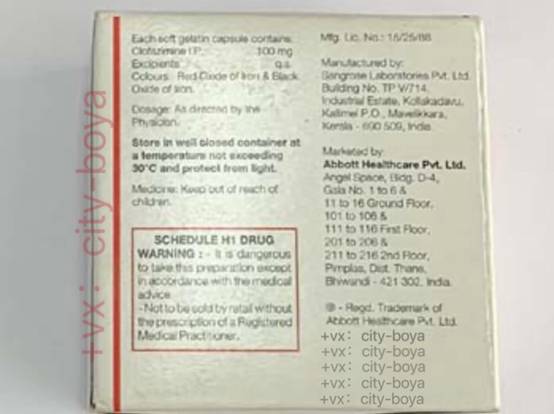 Each soft gelatin capsule contains:
Clofazimine I.P. 100 mg
Excipients q.s.
Colours: Red Oxide of Iron & Black
Oxide of Iron.
Dosage: As directed by the
Physician.
Store in well closed container at
a temperature not exceeding
30°C and protect from light.
Medicine: Keep out of reach of
children.
SCHEDULE H1 DRUG
WARNING : - It is dangerous
to take this preparation except
in accordance with the medical
advice
- Not to be sold by retail without
the prescription of a Registered
Medical Practitioner.
Mfg. Lic. No.: 16/25/88
Manufactured by:
Sangrose Laboratories Pvt. Ltd.
Building No. TP V/714,
Industrial Estate, Kollakadavu,
P.O., Mavelikkara,
Kerala - 690 509, India
Marketed by
Abbott Healthcare Pvt. Ltd.
Angel Space, Bldg. D-4,
Gala No. 1 to 6 &
11 to 16 Ground Floor,
101 to 106 &
111 to 116 First Floor,
201 to 206 &
211 to 216 2nd Floor,
Pimplas, Dist. Thane,
Bhiwandi - 421 302, India.
® - Regd. Trademark of
Abbott Healthcare Pvt. Ltd.
+vx: city-boya
+vx: city-boya
+vx: city-boya
+vx: city-boya
+vx: city-boya
+vx: city-boya